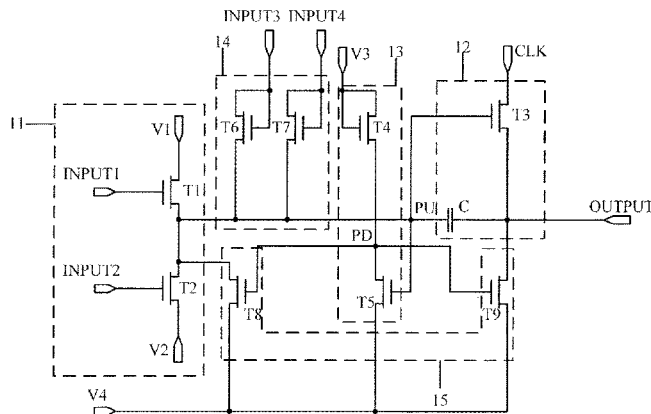 INPUT3 INPUT4
14
V3
13
12
CLK
11
V1
T6
T7
T4
T3
INPUT1
T1
PU
C
OUTPUT
PD
INPUT2
T2
T8
T5
T9
V2
15
V4